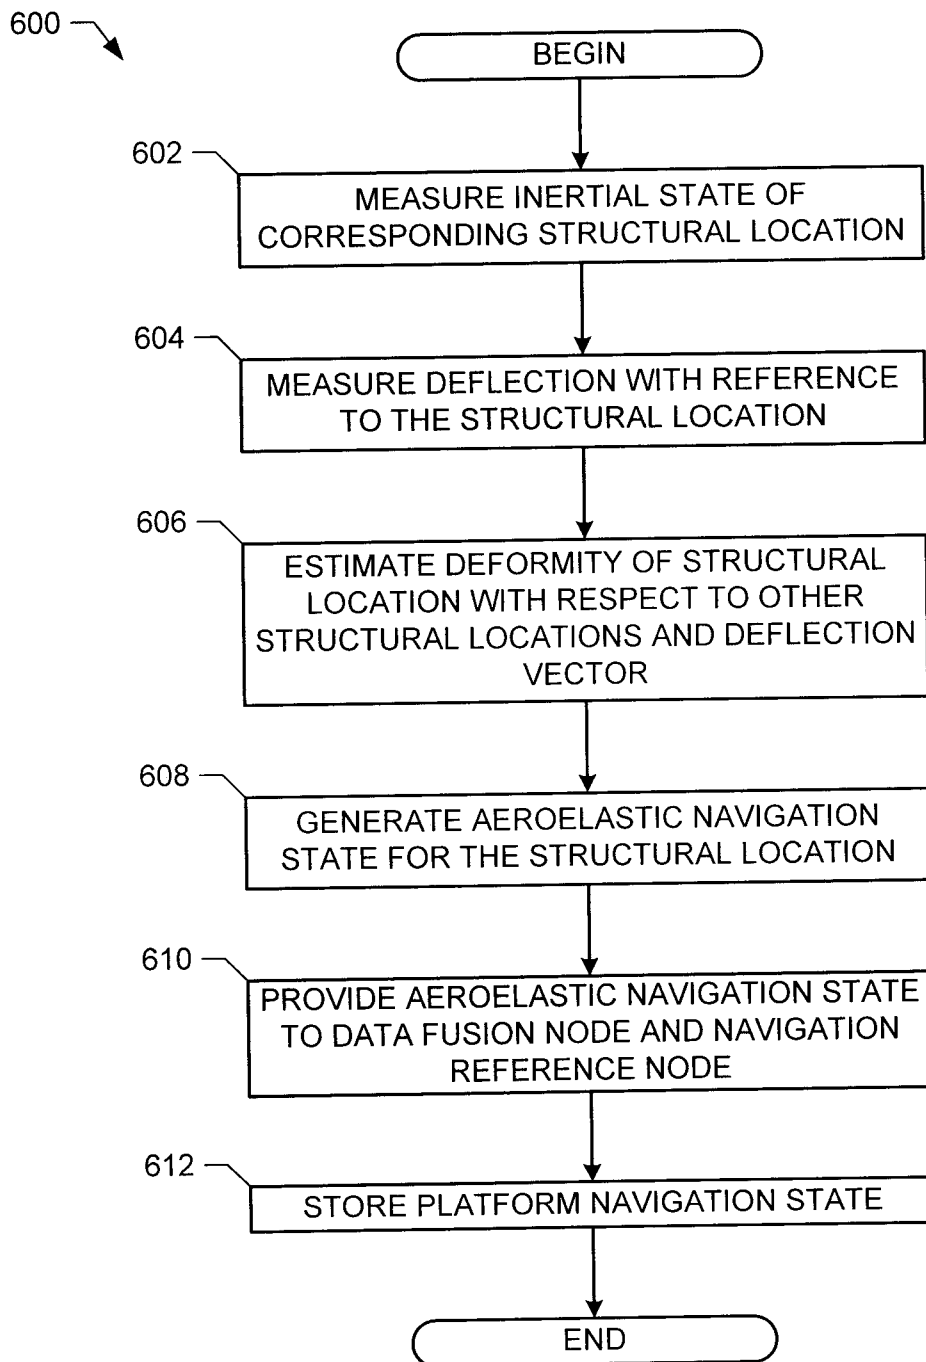 600
BEGIN
602
MEASURE INERTIAL STATE OF
CORRESPONDING STRUCTURAL LOCATION
604
MEASURE DEFLECTION WITH REFERENCE
TO THE STRUCTURAL LOCATION
606
ESTIMATE DEFORMITY OF STRUCTURAL
LOCATION WITH RESPECT TO OTHER
STRUCTURAL LOCATIONS AND DEFLECTION
VECTOR
608
GENERATE AEROELASTIC NAVIGATION
STATE FOR THE STRUCTURAL LOCATION
610
PROVIDE AEROELASTIC NAVIGATION STATE
TO DATA FUSION NODE AND NAVIGATION
REFERENCE NODE
612
STORE PLATFORM NAVIGATION STATE
END